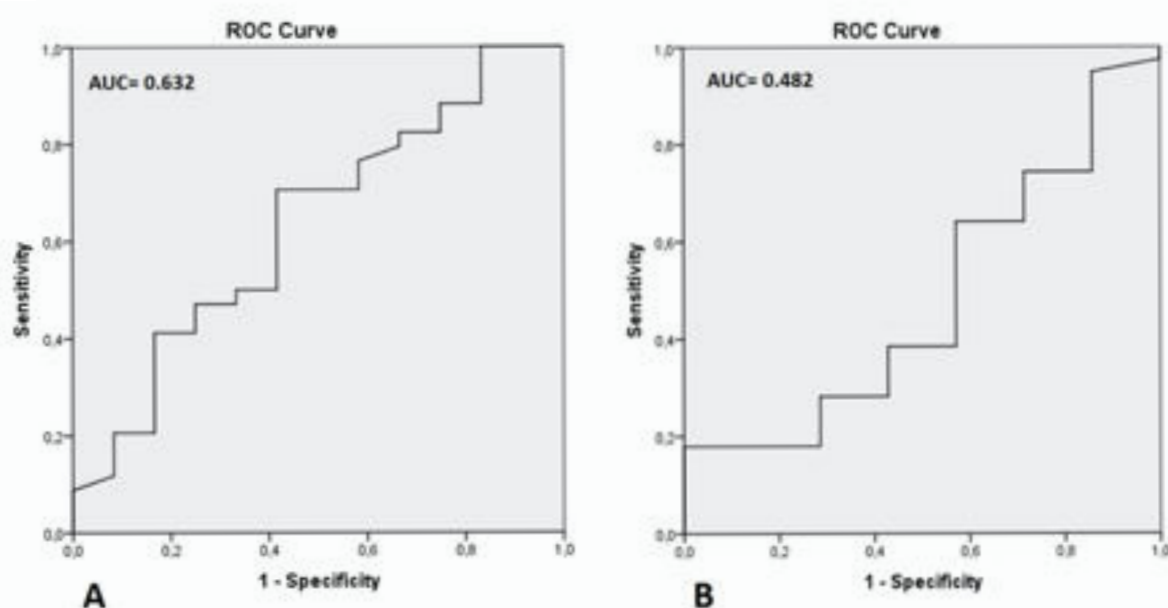 ROC Curve
AUC= 0.632
1,0
0,8
0,6
0,4
0,2
0,0
Sensitivity
0,0 0,2 0,4 0,6 0,8 1,0
1 - Specificity
A
ROC Curve
AUC= 0.482
1,0
0,8
0,6
0,4
0,2
0,0
Sensitivity
0,0 0,2 0,4 0,6 0,8 1,0
1 - Specificity
B